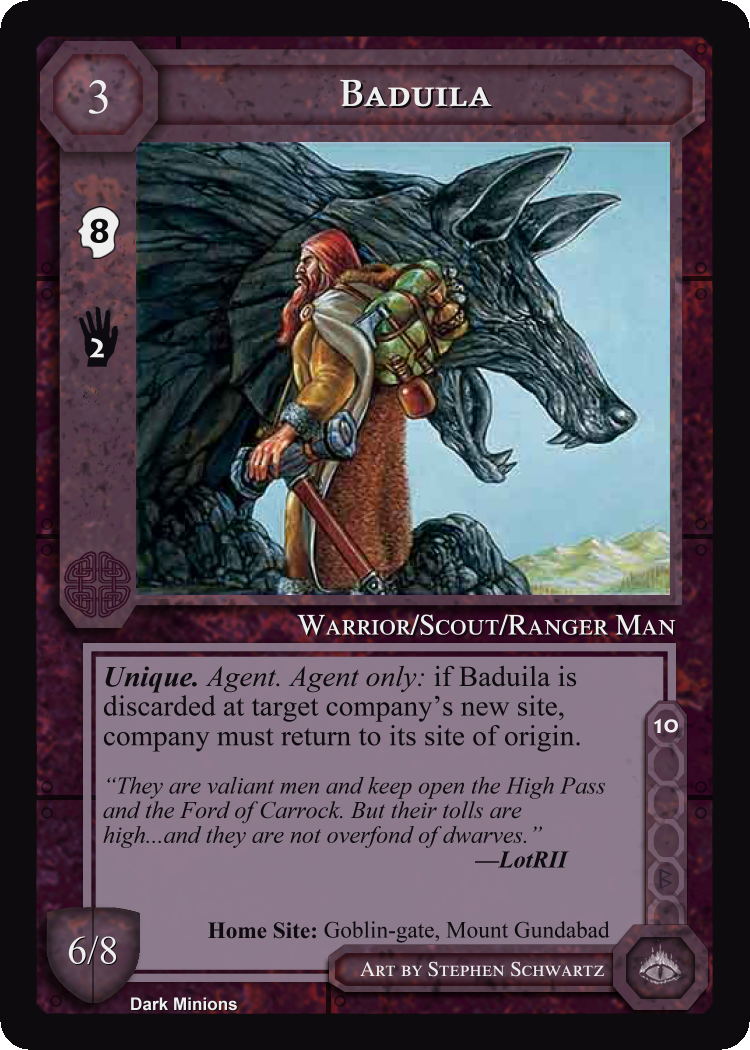 3
BADUILA
8
2
WARRIOR/SCOUT/RANGER MAN
Unique. Agent. Agent only: if Baduila is
discarded at target company's new site,
company must return to its site of origin.
10
“They are valiant men and keep open the High Pass
and the Ford of Carrock. But their tolls are
high...and they are not overfond of dwarves.”
—LotRII
B
Home Site: Goblin-gate, Mount Gundabad
6/8
ART BY STEPHEN SCHWARTZ
Dark Minions